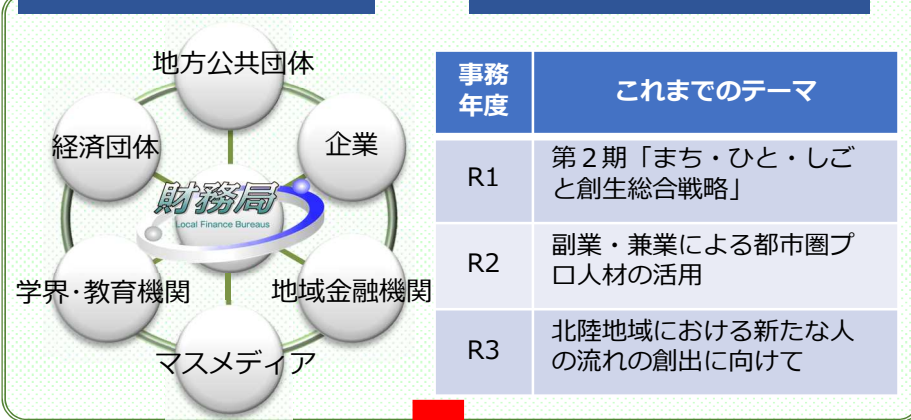 地方公共団体
経済団体
企業
財務局
Local Finance Bureaus
学界･教育機関
地域金融機関
マスメディア
事務
年度
これまでのテーマ
R1
第２期「まち・ひと・しご
と創生総合戦略」
R2
副業・兼業による都市圏プ
ロ人材の活用
R3
北陸地域における新たな人
の流れの創出に向けて